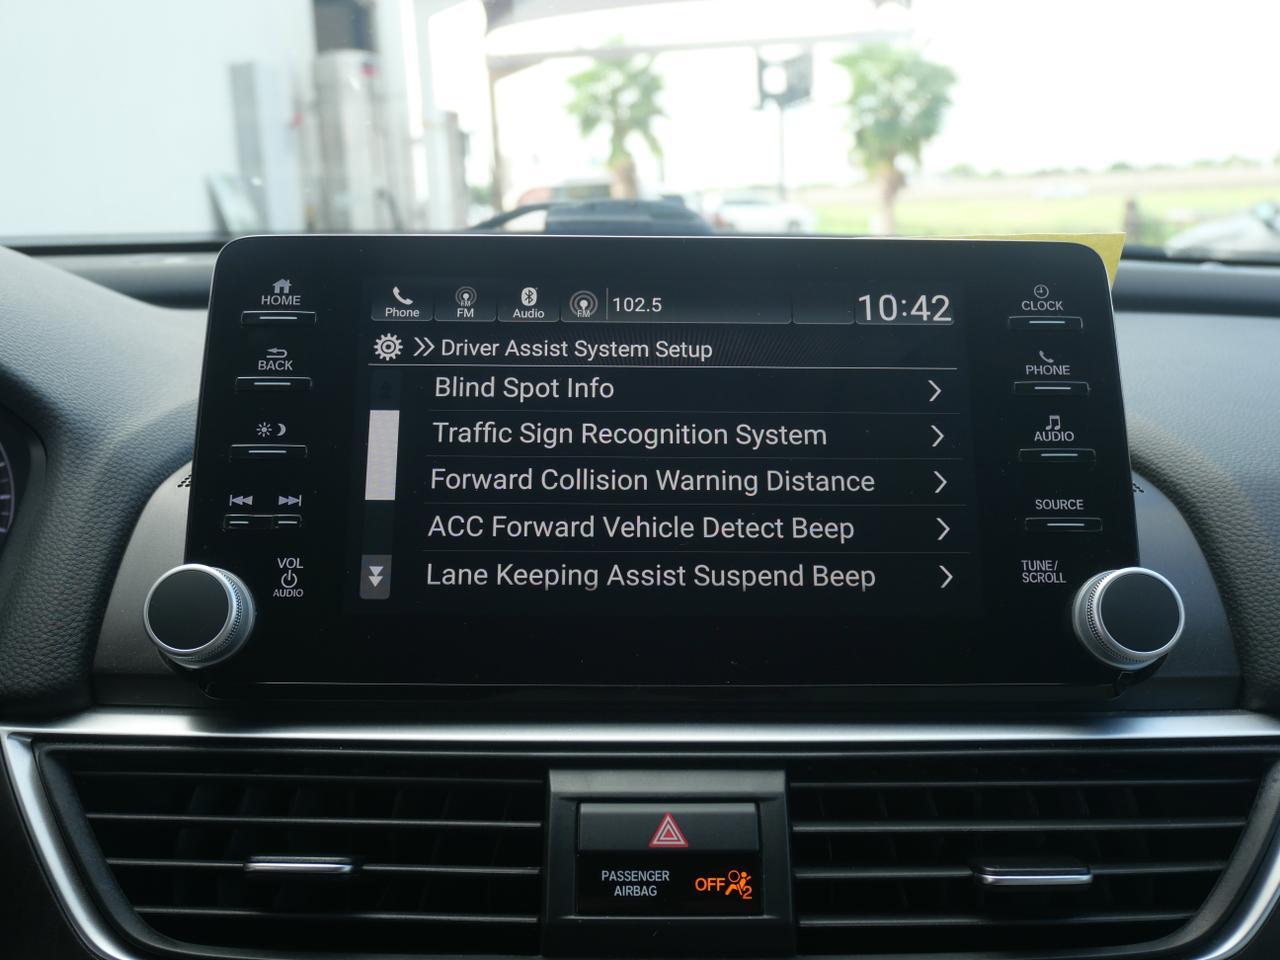 HOME
BACK
VOL
AUDIO
Phone
FM
FM
Audio
FM
102.5
10:42
Driver Assist System Setup
Blind Spot Info
Traffic Sign Recognition System
Forward Collision Warning Distance
ACC Forward Vehicle Detect Beep
Lane Keeping Assist Suspend Beep
CLOCK
PHONE
AUDIO
SOURCE
TUNE/
SCROLL
PASSENGER
AIRBAG
OFF
2